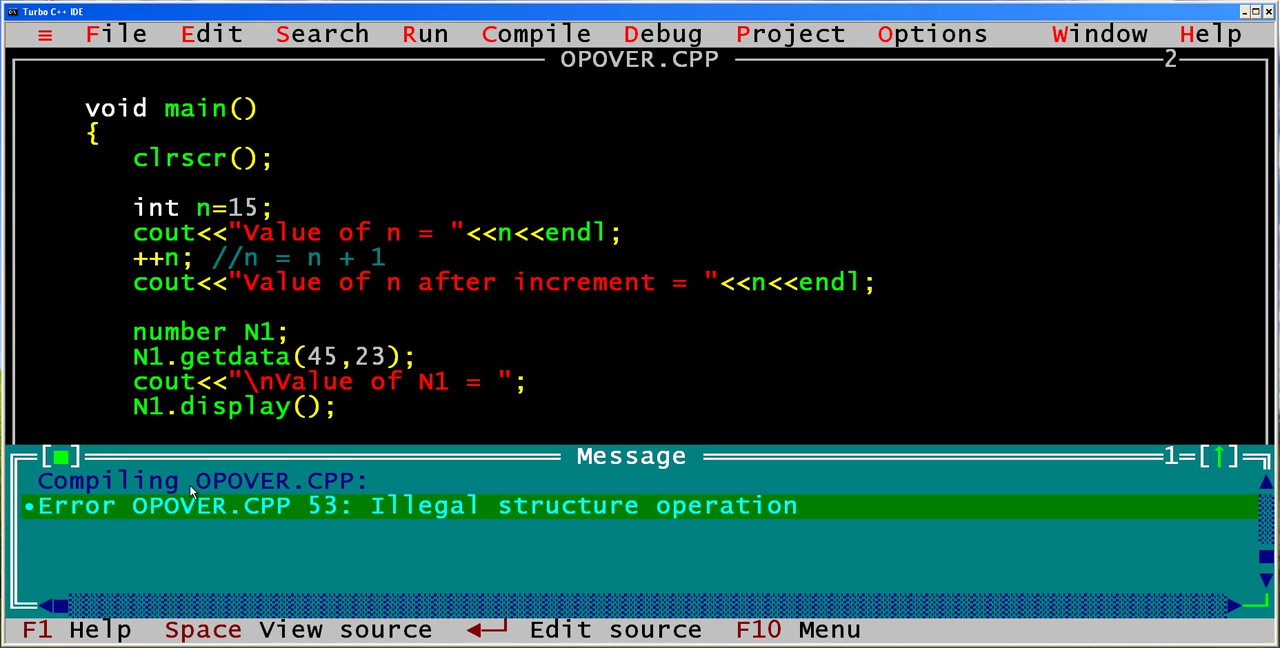 Turbo C++ IDE
≡ File Edit Search Run Compile Debug Project Options Window Help
OPOVER.CPP 2
void main()
{
clrscr();
int n=15;
cout<<"Value of n = "<<n<<endl;
++n; //n = n + 1
cout<<"Value of n after increment = "<<n<<endl;
number N1;
N1.getdata(45,23);
cout<<"\nValue of N1 = ";
N1.display();
[■] Message 1=[↑]
Compiling OPOVER.CPP:
•Error OPOVER.CPP 53: Illegal structure operation
F1 Help Space View source ◄─┘ Edit source F10 Menu